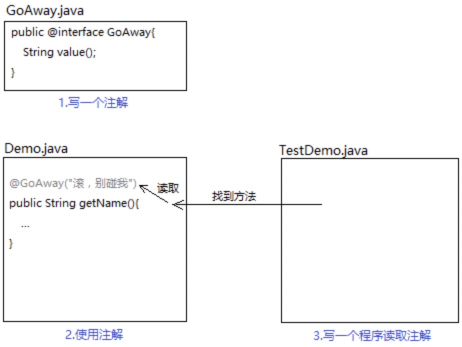 GoAway.java
public @interface GoAway{
String value();
}
1.写一个注解
Demo.java
@GoAway("滚，别碰我")
public String getName(){
...
}
读取
找到方法
TestDemo.java
2.使用注解
3.写一个程序读取注解